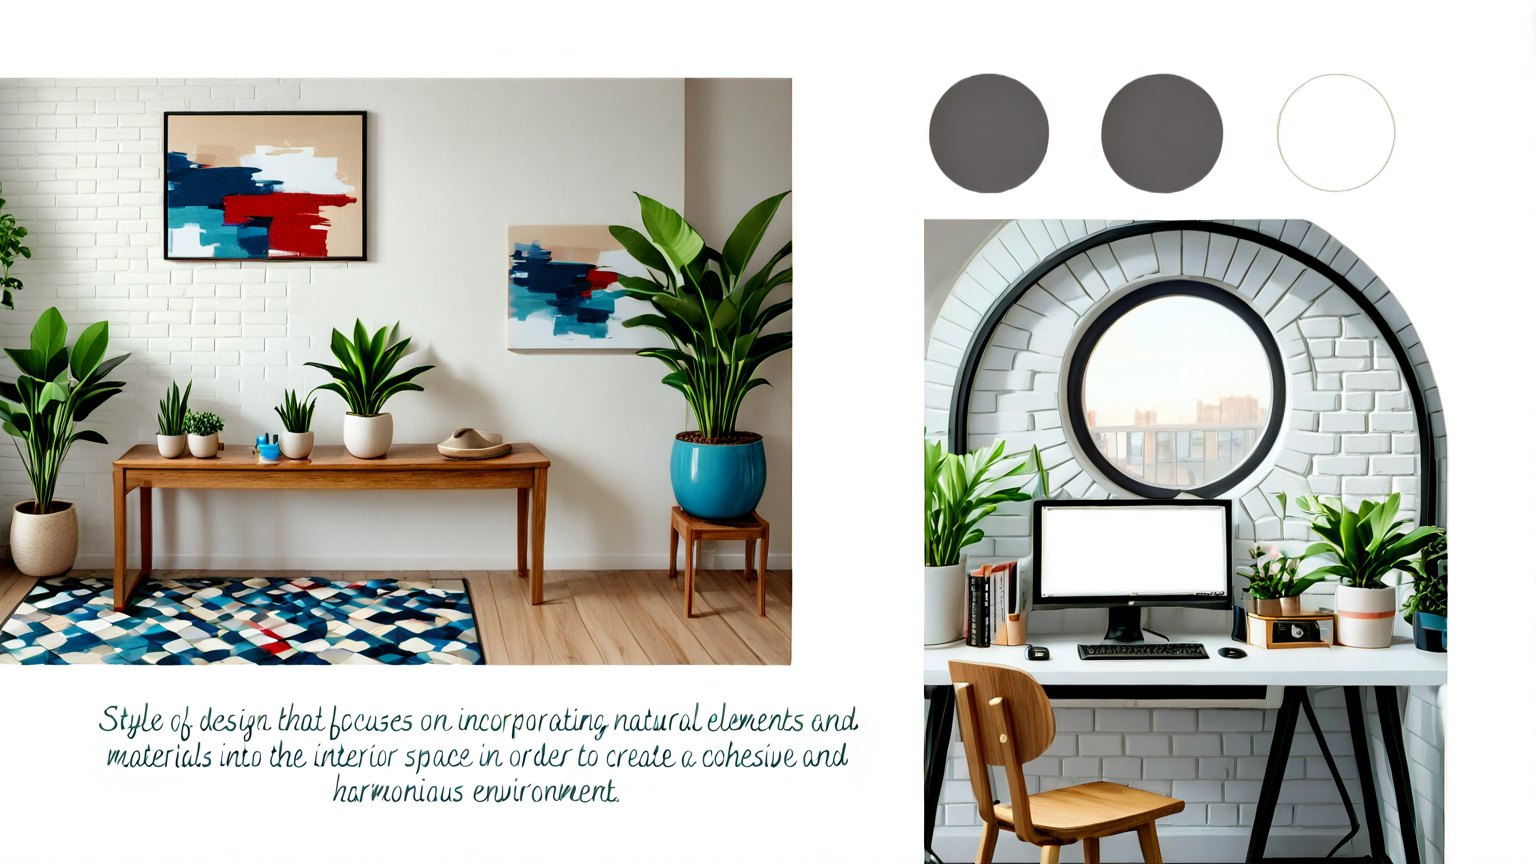 Style of design that focuses on incorporating natural elements and
materials into the interior space in order to create a cohesive and
harmonious environment.